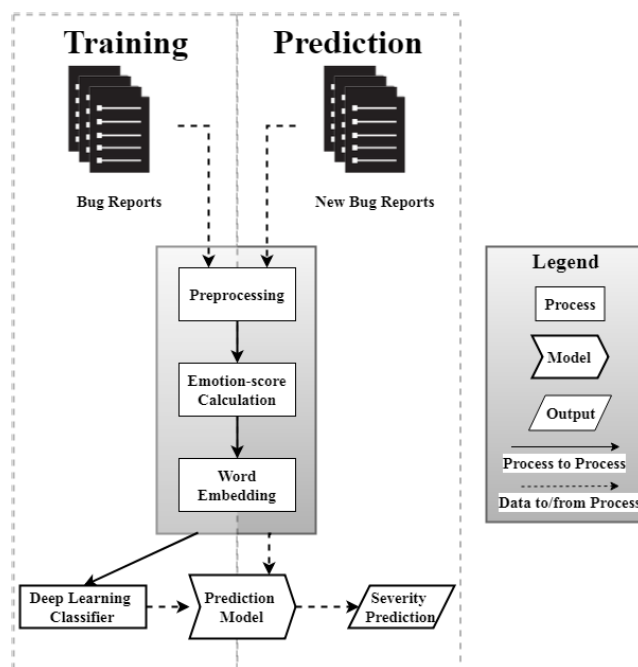 Training
Prediction
Bug Reports
New Bug Reports
Preprocessing
Emotion-score
Calculation
Word
Embedding
Deep Learning
Classifier
Prediction
Model
Severity
Prediction
Legend
Process
Model
Output
Process to Process
Data to/from Process